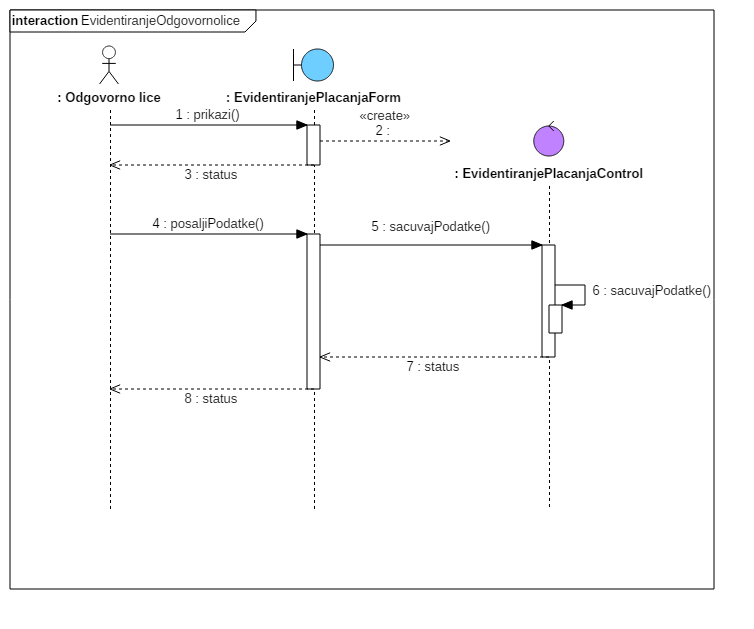 interaction EvidentiranjeOdgovornolice
: Odgovorno lice
: EvidentiranjePlacanjaForm
1 : prikazi()
«create»
2 :
: EvidentiranjePlacanjaControl
3 : status
4 : posaljiPodatke()
5 : sacuvajPodatke()
6 : sacuvajPodatke()
7 : status
8 : status